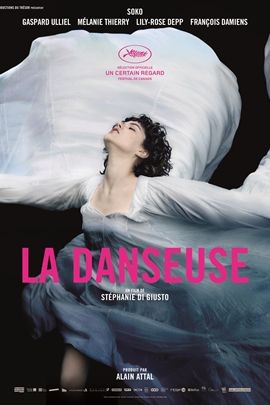 SOKO
GASPARD ULLIEL MÉLANIE THIERRY LILY-ROSE DEPP FRANÇOIS DAMIENS
SÉLECTION OFFICIELLE
UN CERTAIN REGARD
FESTIVAL DE CANNES
LA DANSEUSE
UN FILM DE
STÉPHANIE DI GIUSTO
PRODUIT PAR
ALAIN ATTAL